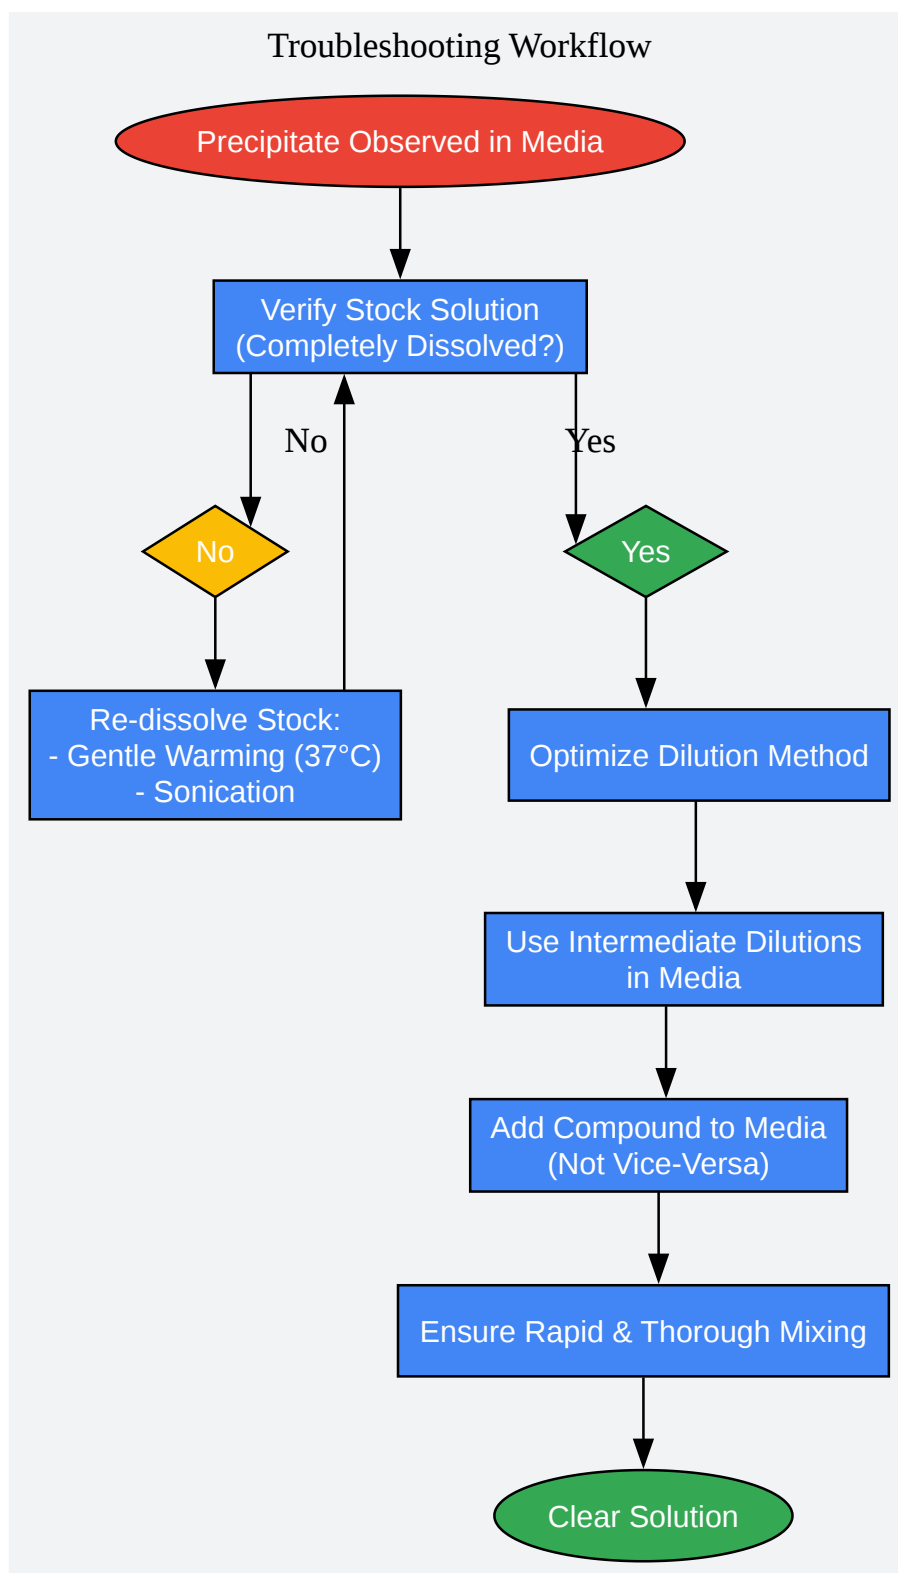 Troubleshooting Workflow
Precipitate Observed in Media
Verify Stock Solution
(Completely Dissolved?)
No
Yes
No
Yes
Re-dissolve Stock:
- Gentle Warming (37°C)
- Sonication
Optimize Dilution Method
Use Intermediate Dilutions
in Media
Add Compound to Media
(Not Vice-Versa)
Ensure Rapid & Thorough Mixing
Clear Solution